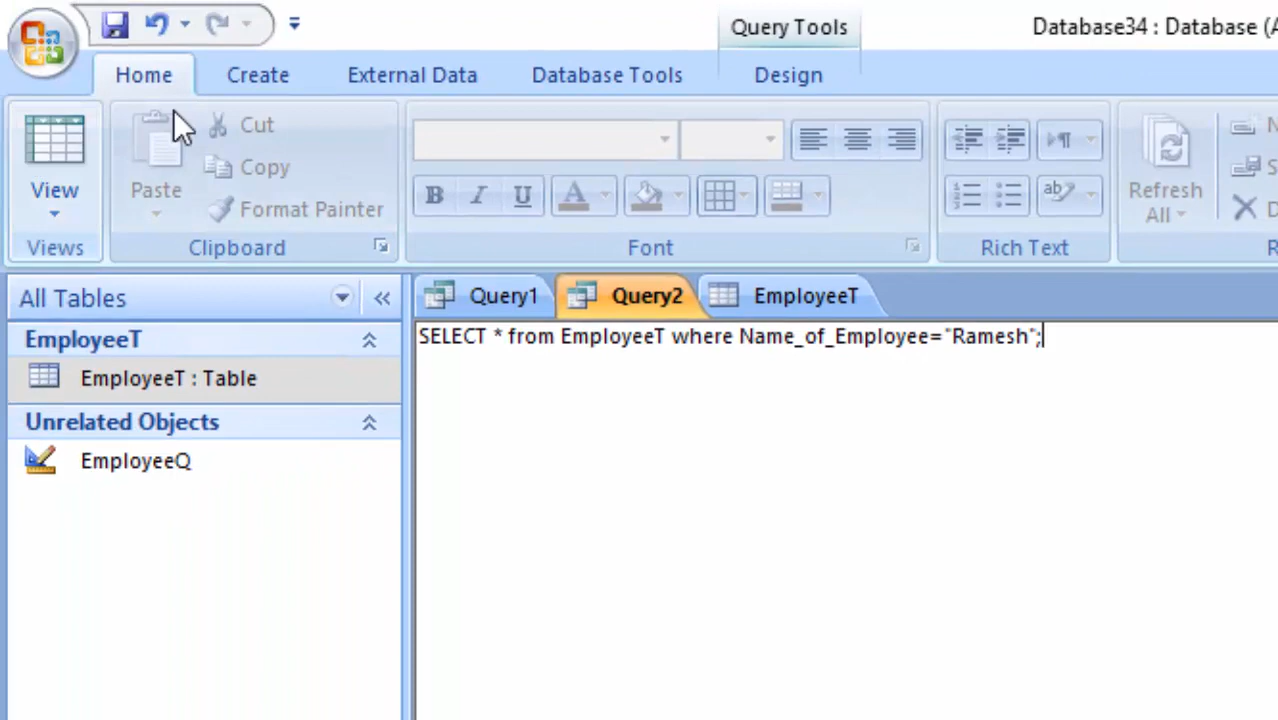 Query Tools
Database34 : Database (A
Home Create External Data Database Tools Design
View
Views
Paste
Cut
Copy
Format Painter
Clipboard
B I U A
Font
ab
Rich Text
Refresh
All
All Tables
EmployeeT
EmployeeT : Table
Unrelated Objects
EmployeeQ
Query1 Query2 EmployeeT
SELECT * from EmployeeT where Name_of_Employee="Ramesh";